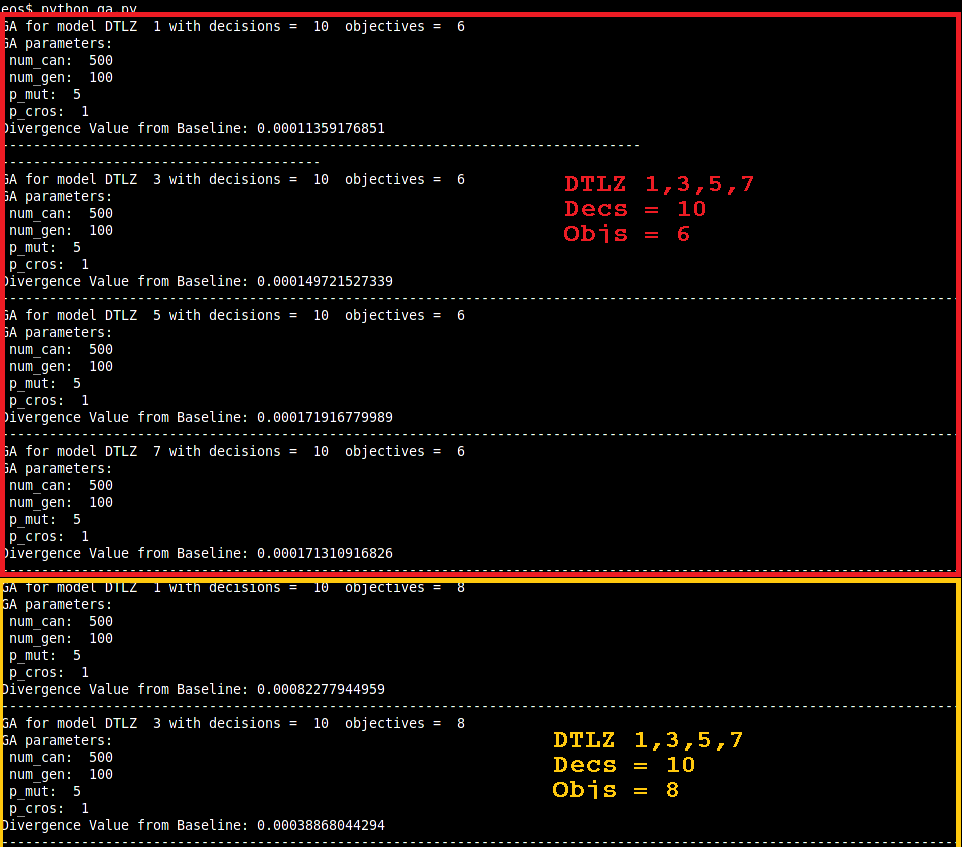 eos$ python ga.py
GA for model DTLZ  1 with decisions =  10  objectives =  6
GA parameters:
 num_can:  500
 num_gen:  100
 p_mut:  5
 p_cros:  1
Divergence Value from Baseline: 0.00011359176851
--------------------------------------------------------------------------------
----------------------------------------
GA for model DTLZ  3 with decisions =  10  objectives =  6
GA parameters:
 num_can:  500
 num_gen:  100
 p_mut:  5
 p_cros:  1
Divergence Value from Baseline: 0.000149721527339
------------------------------------------------------------------------------------------------------------------------
DTLZ 1,3,5,7
Decs = 10
Objs = 6
GA for model DTLZ  5 with decisions =  10  objectives =  6
GA parameters:
 num_can:  500
 num_gen:  100
 p_mut:  5
 p_cros:  1
Divergence Value from Baseline: 0.000171916779989
------------------------------------------------------------------------------------------------------------------------
GA for model DTLZ  7 with decisions =  10  objectives =  6
GA parameters:
 num_can:  500
 num_gen:  100
 p_mut:  5
 p_cros:  1
Divergence Value from Baseline: 0.000171310916826
------------------------------------------------------------------------------------------------------------------------
GA for model DTLZ  1 with decisions =  10  objectives =  8
GA parameters:
 num_can:  500
 num_gen:  100
 p_mut:  5
 p_cros:  1
Divergence Value from Baseline: 0.00082277944959
------------------------------------------------------------------------------------------------------------------------
GA for model DTLZ  3 with decisions =  10  objectives =  8
GA parameters:
 num_can:  500
 num_gen:  100
 p_mut:  5
 p_cros:  1
Divergence Value from Baseline: 0.00038868044294
------------------------------------------------------------------------------------------------------------------------
DTLZ 1,3,5,7
Decs = 10
Objs = 8